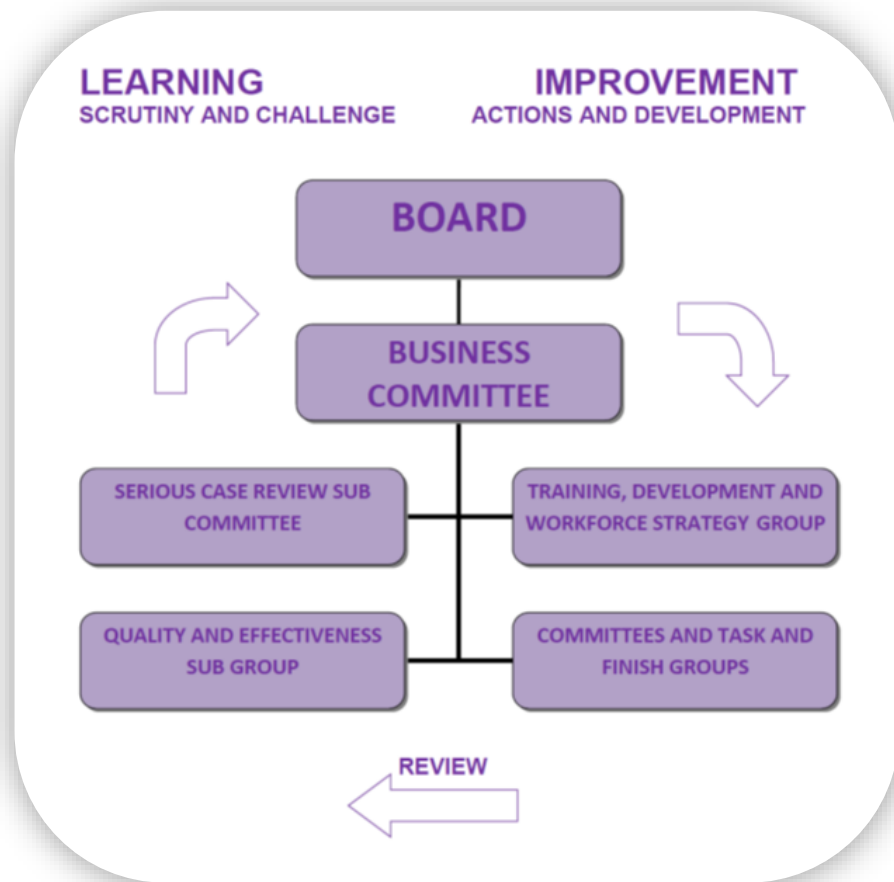 LEARNING
SCRUTINY AND CHALLENGE
IMPROVEMENT
ACTIONS AND DEVELOPMENT
BOARD
BUSINESS
COMMITTEE
SERIOUS CASE REVIEW SUB
COMMITTEE
TRAINING, DEVELOPMENT AND
WORKFORCE STRATEGY GROUP
QUALITY AND EFFECTIVENESS
SUB GROUP
COMMITTEES AND TASK AND
FINISH GROUPS
REVIEW